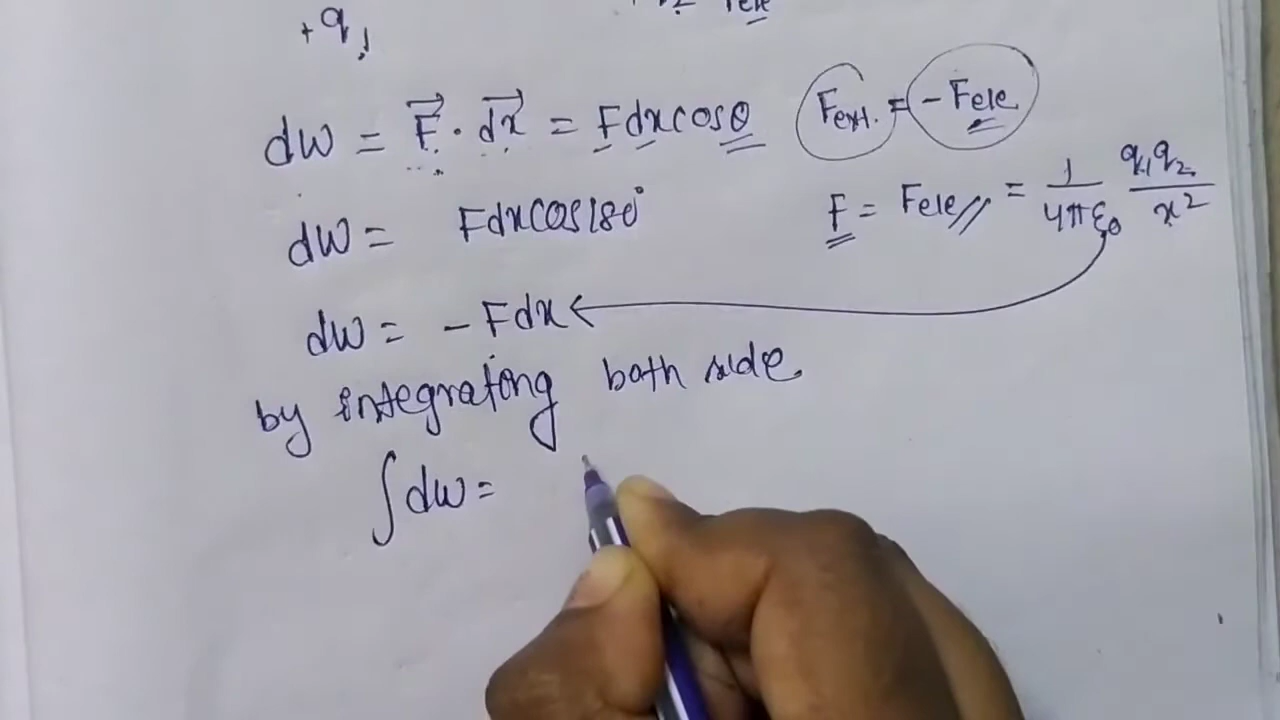 +q₁
Fele
dw = F⃗ · dx⃗ = Fdxcosθ
Fext. = -Fele
dw = Fdxcos180°
F = Fele// = 1/4πε₀ q₁q₂/x²
dw = -Fdx
by integrating both side
∫dw =